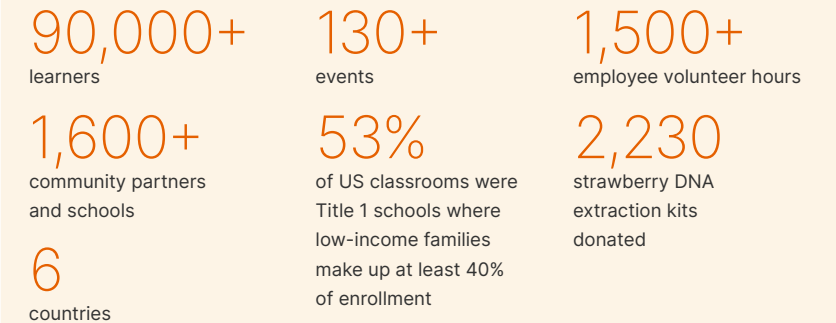 90,000+
learners
130+
events
1,500+
employee volunteer hours
1,600+
community partners
and schools
53%
of US classrooms were
Title 1 schools where
low-income families
make up at least 40%
of enrollment
2,230
strawberry DNA
extraction kits
donated
6
countries